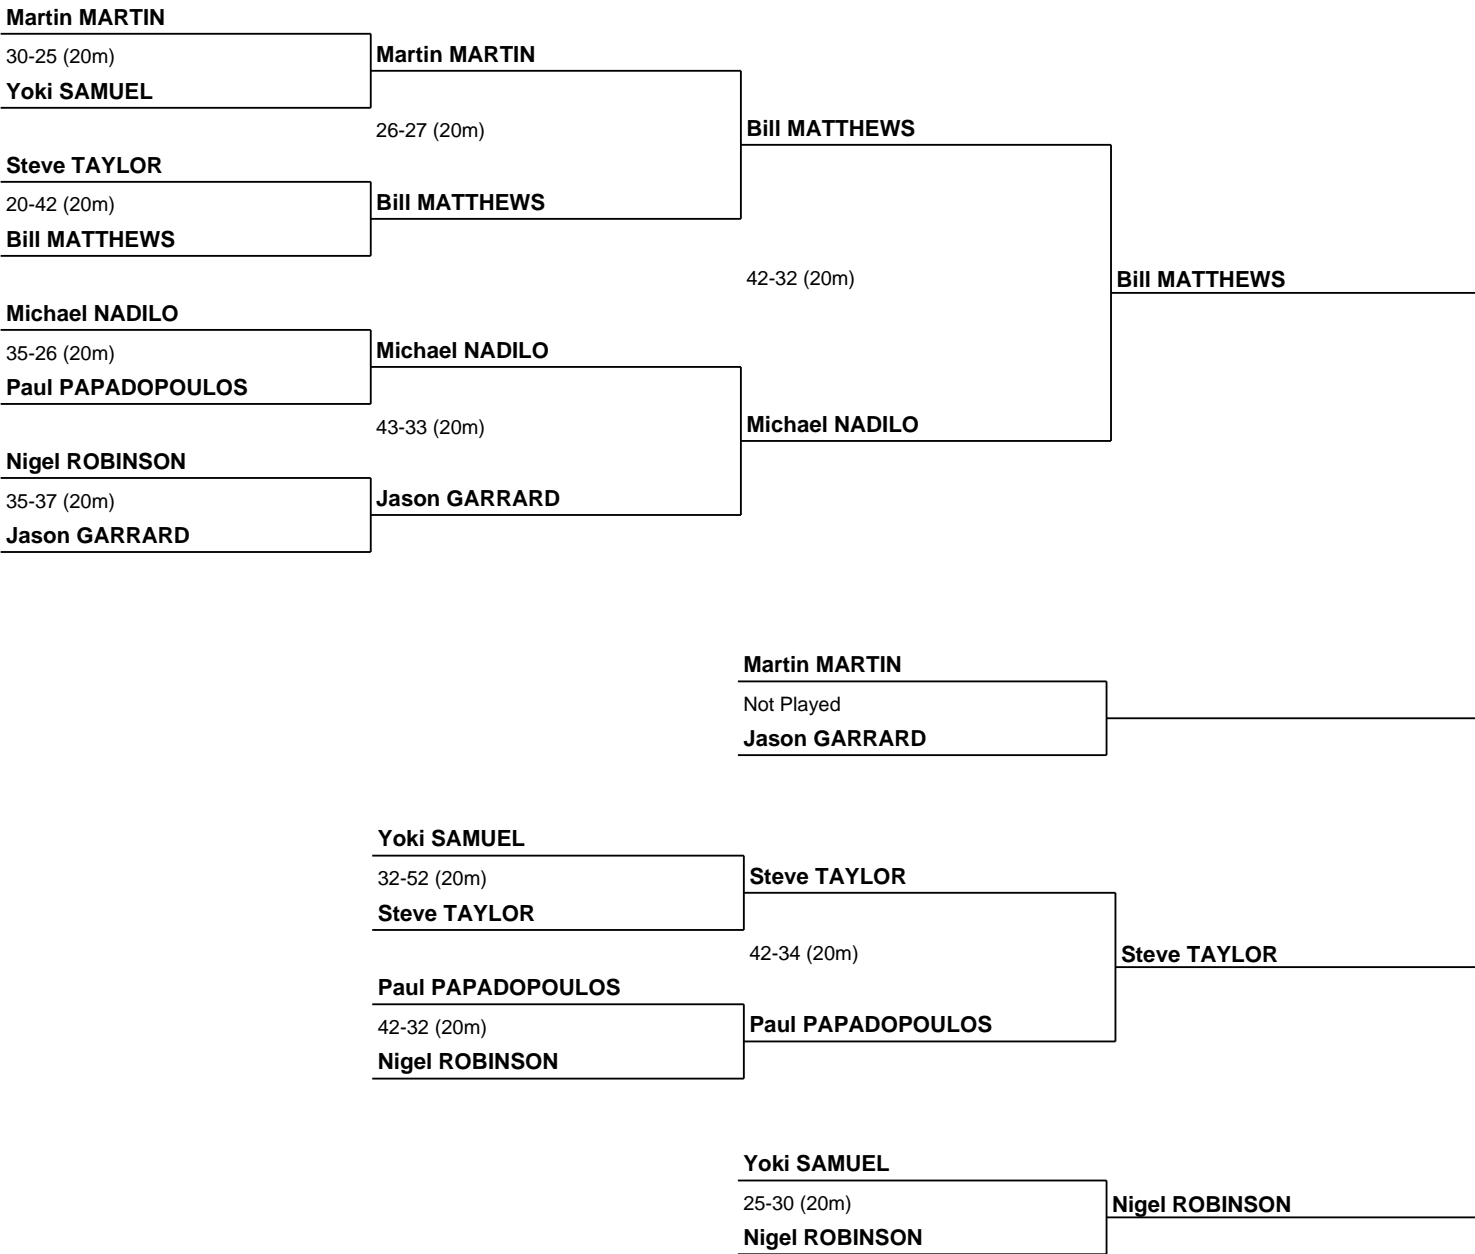 Martin MARTIN
30-25 (20m)
Martin MARTIN
Yoki SAMUEL
26-27 (20m)
Bill MATTHEWS
Steve TAYLOR
20-42 (20m)
Bill MATTHEWS
Bill MATTHEWS
42-32 (20m)
Bill MATTHEWS
Michael NADILO
35-26 (20m)
Michael NADILO
Paul PAPADOPOULOS
43-33 (20m)
Michael NADILO
Nigel ROBINSON
35-37 (20m)
Jason GARRARD
Jason GARRARD
Martin MARTIN
Not Played
Jason GARRARD
Yoki SAMUEL
32-52 (20m)
Steve TAYLOR
Steve TAYLOR
42-34 (20m)
Steve TAYLOR
Paul PAPADOPOULOS
42-32 (20m)
Paul PAPADOPOULOS
Nigel ROBINSON
Yoki SAMUEL
25-30 (20m)
Nigel ROBINSON
Nigel ROBINSON